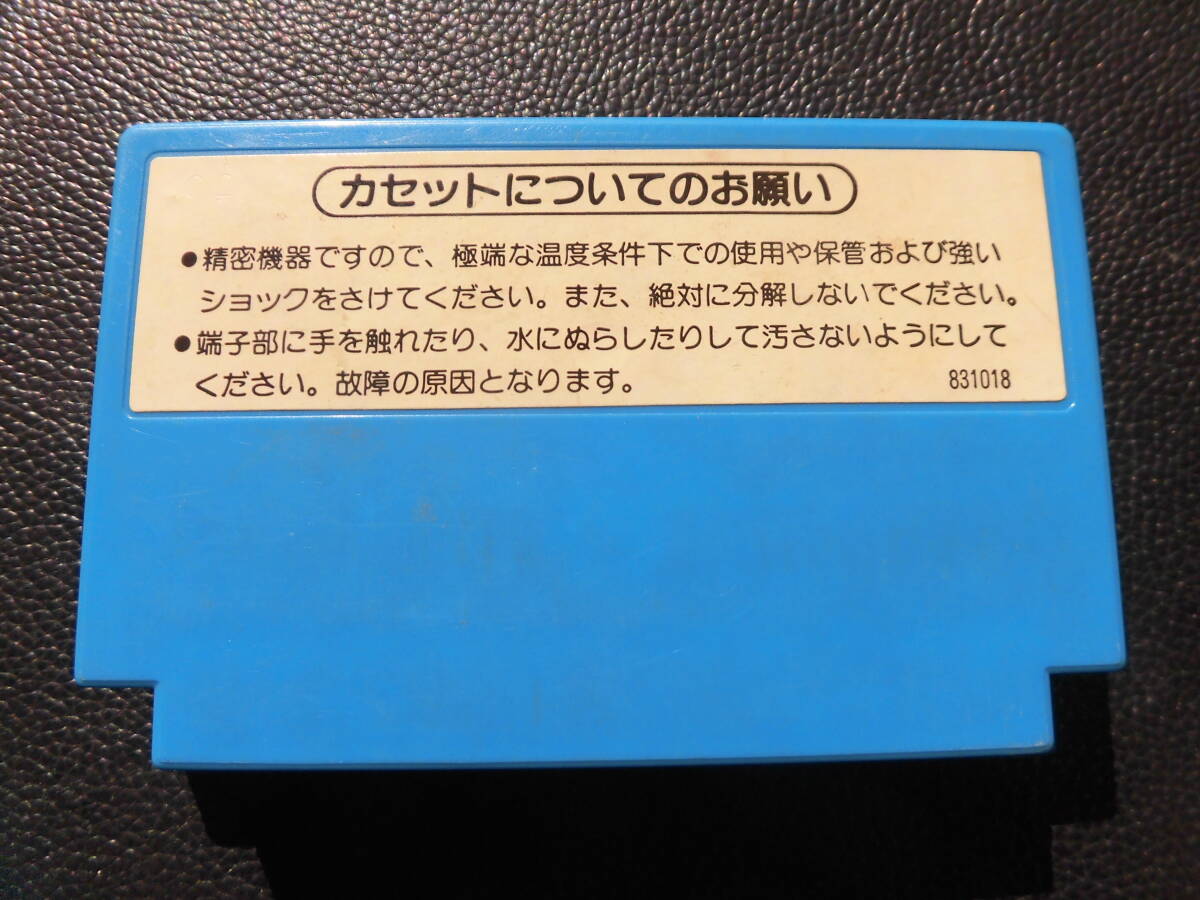 カセットについてのお願い
●精密機器ですので、極端な温度条件下での使用や保管および強い
ショックをさけてください。また、絶対に分解しないでください。
●端子部に手を触れたり、水にぬらしたりして汚さないようにして
ください。故障の原因となります。 831018